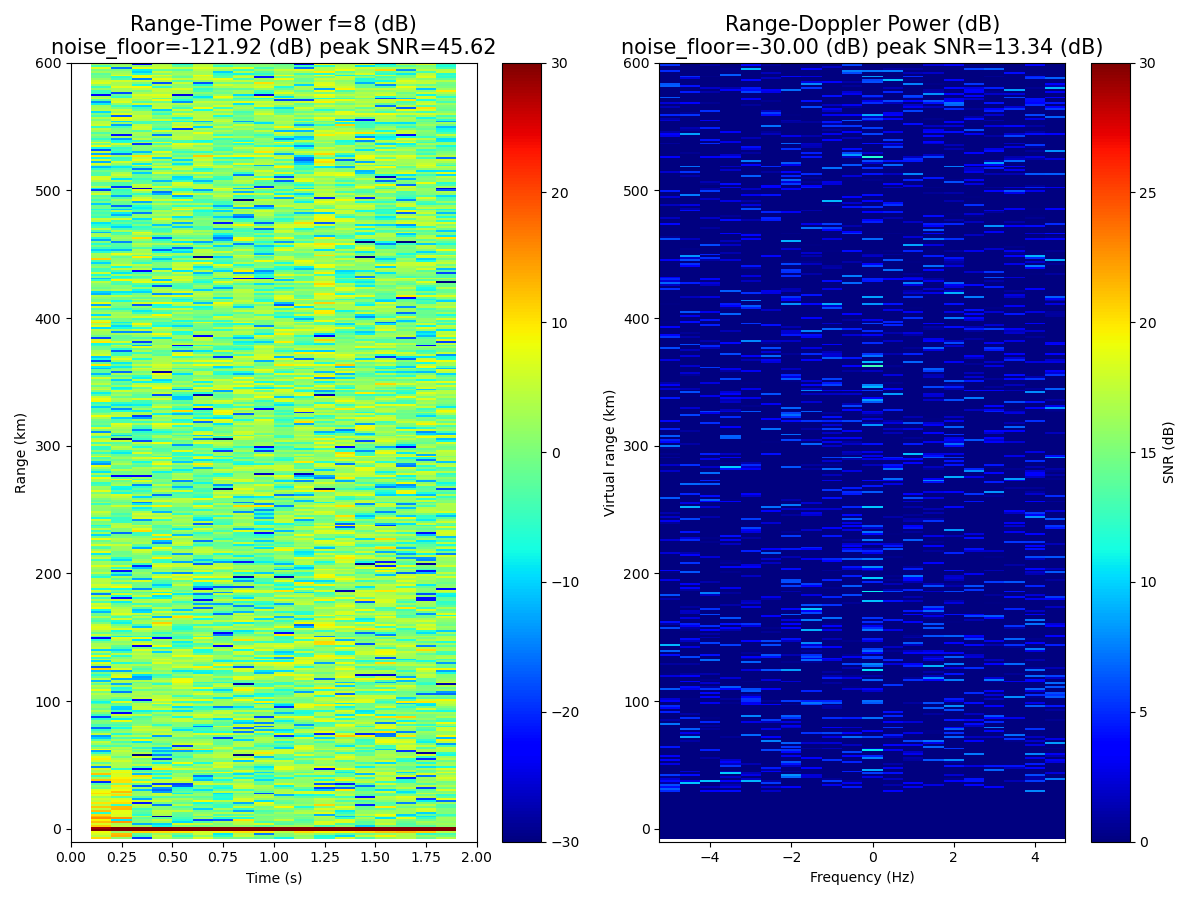 Range-Time Power f=8 (dB)
noise_floor=-121.92 (dB) peak SNR=45.62
Range (km)
600
500
400
300
200
100
0
0.00 0.25 0.50 0.75 1.00 1.25 1.50 1.75 2.00
Time (s)
30
20
10
0
−10
−20
−30
Range-Doppler Power (dB)
noise_floor=-30.00 (dB) peak SNR=13.34 (dB)
Virtual range (km)
600
500
400
300
200
100
0
−4 −2 0 2 4
Frequency (Hz)
30
25
20
15
10
5
0
SNR (dB)